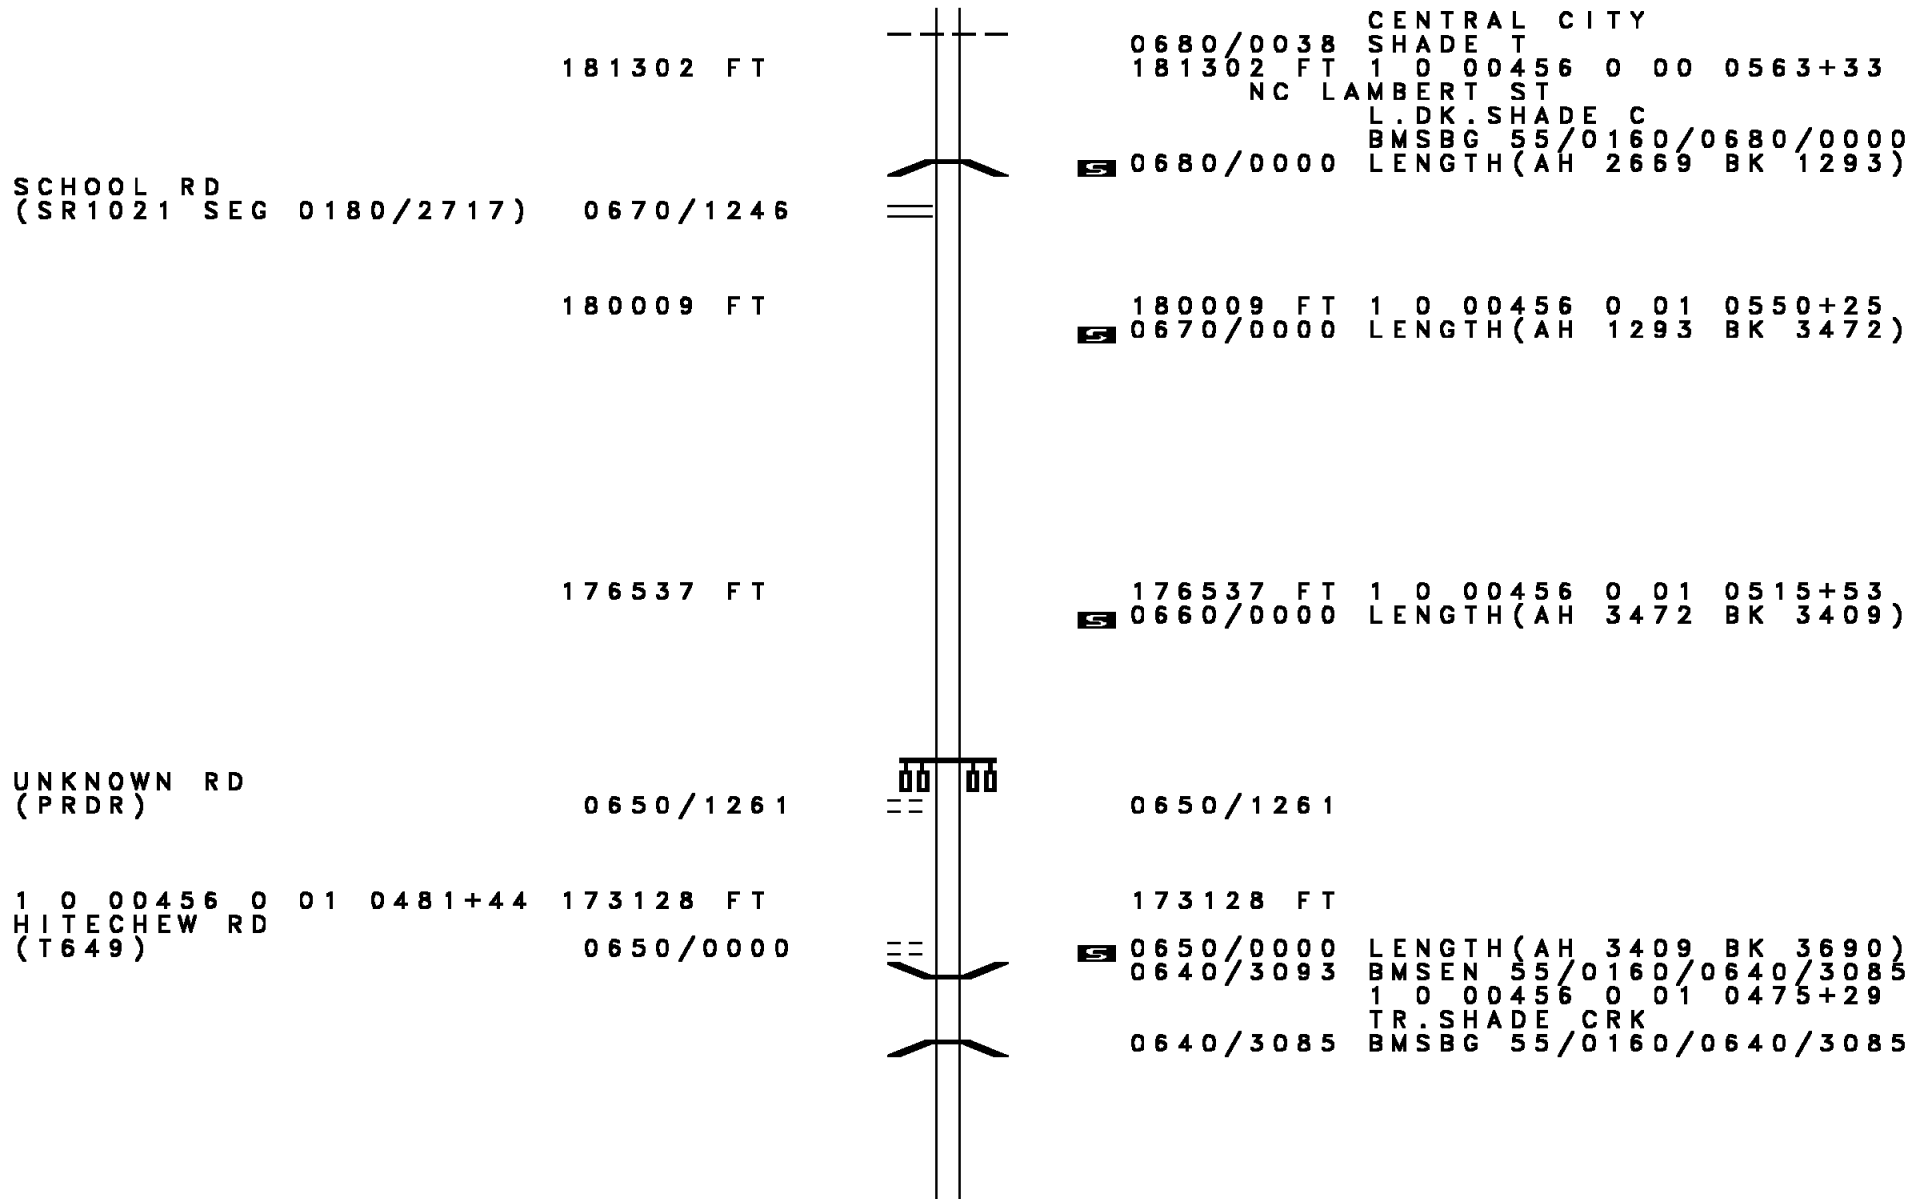 CENTRAL CITY
0680/0038 SHADE T
181302 FT 181302 FT 1 0 00456 0 00 0563+33
NC LAMBERT ST
L.DK.SHADE C
BMSBG 55/0160/0680/0000
S 0680/0000 LENGTH(AH 2669 BK 1293)
SCHOOL RD
(SR1021 SEG 0180/2717) 0670/1246
180009 FT 180009 FT 1 0 00456 0 01 0550+25
S 0670/0000 LENGTH(AH 1293 BK 3472)
176537 FT 176537 FT 1 0 00456 0 01 0515+53
S 0660/0000 LENGTH(AH 3472 BK 3409)
UNKNOWN RD
(PRDR) 0650/1261 0650/1261
1 0 00456 0 01 0481+44 173128 FT 173128 FT
HITECHEW RD
(T649) 0650/0000 S 0650/0000 LENGTH(AH 3409 BK 3690)
0640/3093 BMSEN 55/0160/0640/3085
1 0 00456 0 01 0475+29
TR.SHADE CRK
0640/3085 BMSBG 55/0160/0640/3085